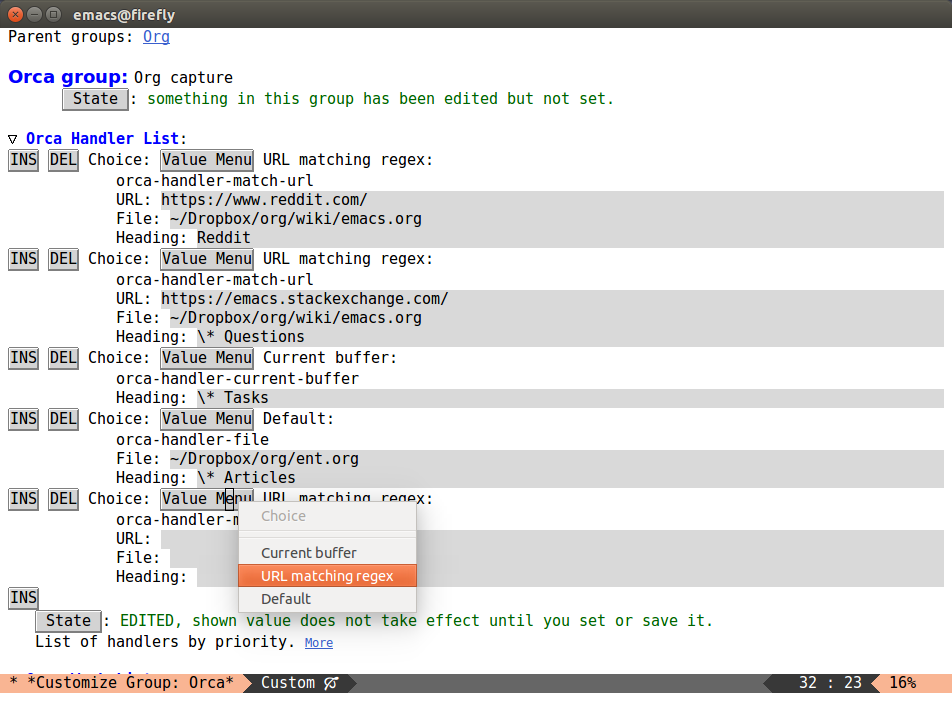 emacs@firefly
Parent groups: Org
Orca group: Org capture
State : something in this group has been edited but not set.
▽ Orca Handler List:
INS DEL Choice: Value Menu URL matching regex:
orca-handler-match-url
URL: https://www.reddit.com/
File: ~/Dropbox/org/wiki/emacs.org
Heading: Reddit
INS DEL Choice: Value Menu URL matching regex:
orca-handler-match-url
URL: https://emacs.stackexchange.com/
File: ~/Dropbox/org/wiki/emacs.org
Heading: \* Questions
INS DEL Choice: Value Menu Current buffer:
orca-handler-current-buffer
Heading: \* Tasks
INS DEL Choice: Value Menu Default:
orca-handler-file
File: ~/Dropbox/org/ent.org
Heading: \* Articles
INS DEL Choice: Value Menu URL matching regex:
orca-handler-m
URL:
File:
Heading:
Choice
Current buffer
URL matching regex
Default
INS
State : EDITED, shown value does not take effect until you set or save it.
List of handlers by priority. More
* *Customize Group: Orca* Custom 32 : 23 16%